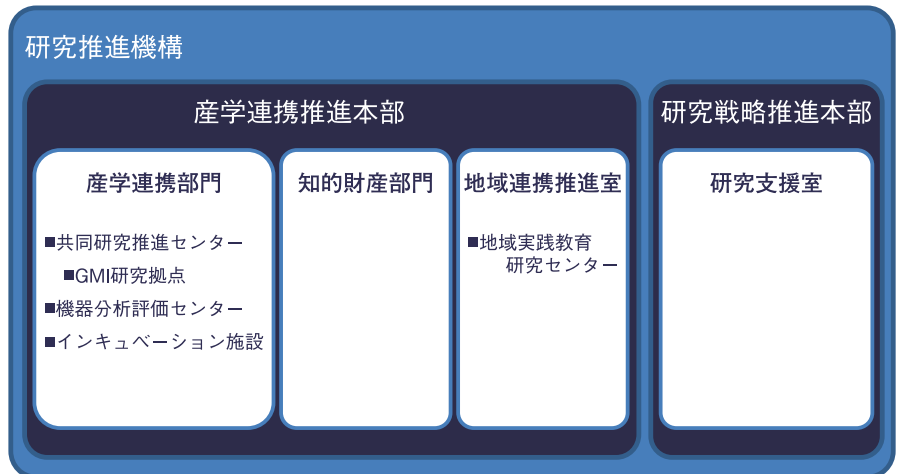 研究推進機構
産学連携推進本部
研究戦略推進本部
産学連携部門
■共同研究推進センター
■GMI研究拠点
■機器分析評価センター
■インキュベーション施設
知的財産部門
地域連携推進室
■地域実践教育
研究センター
研究支援室